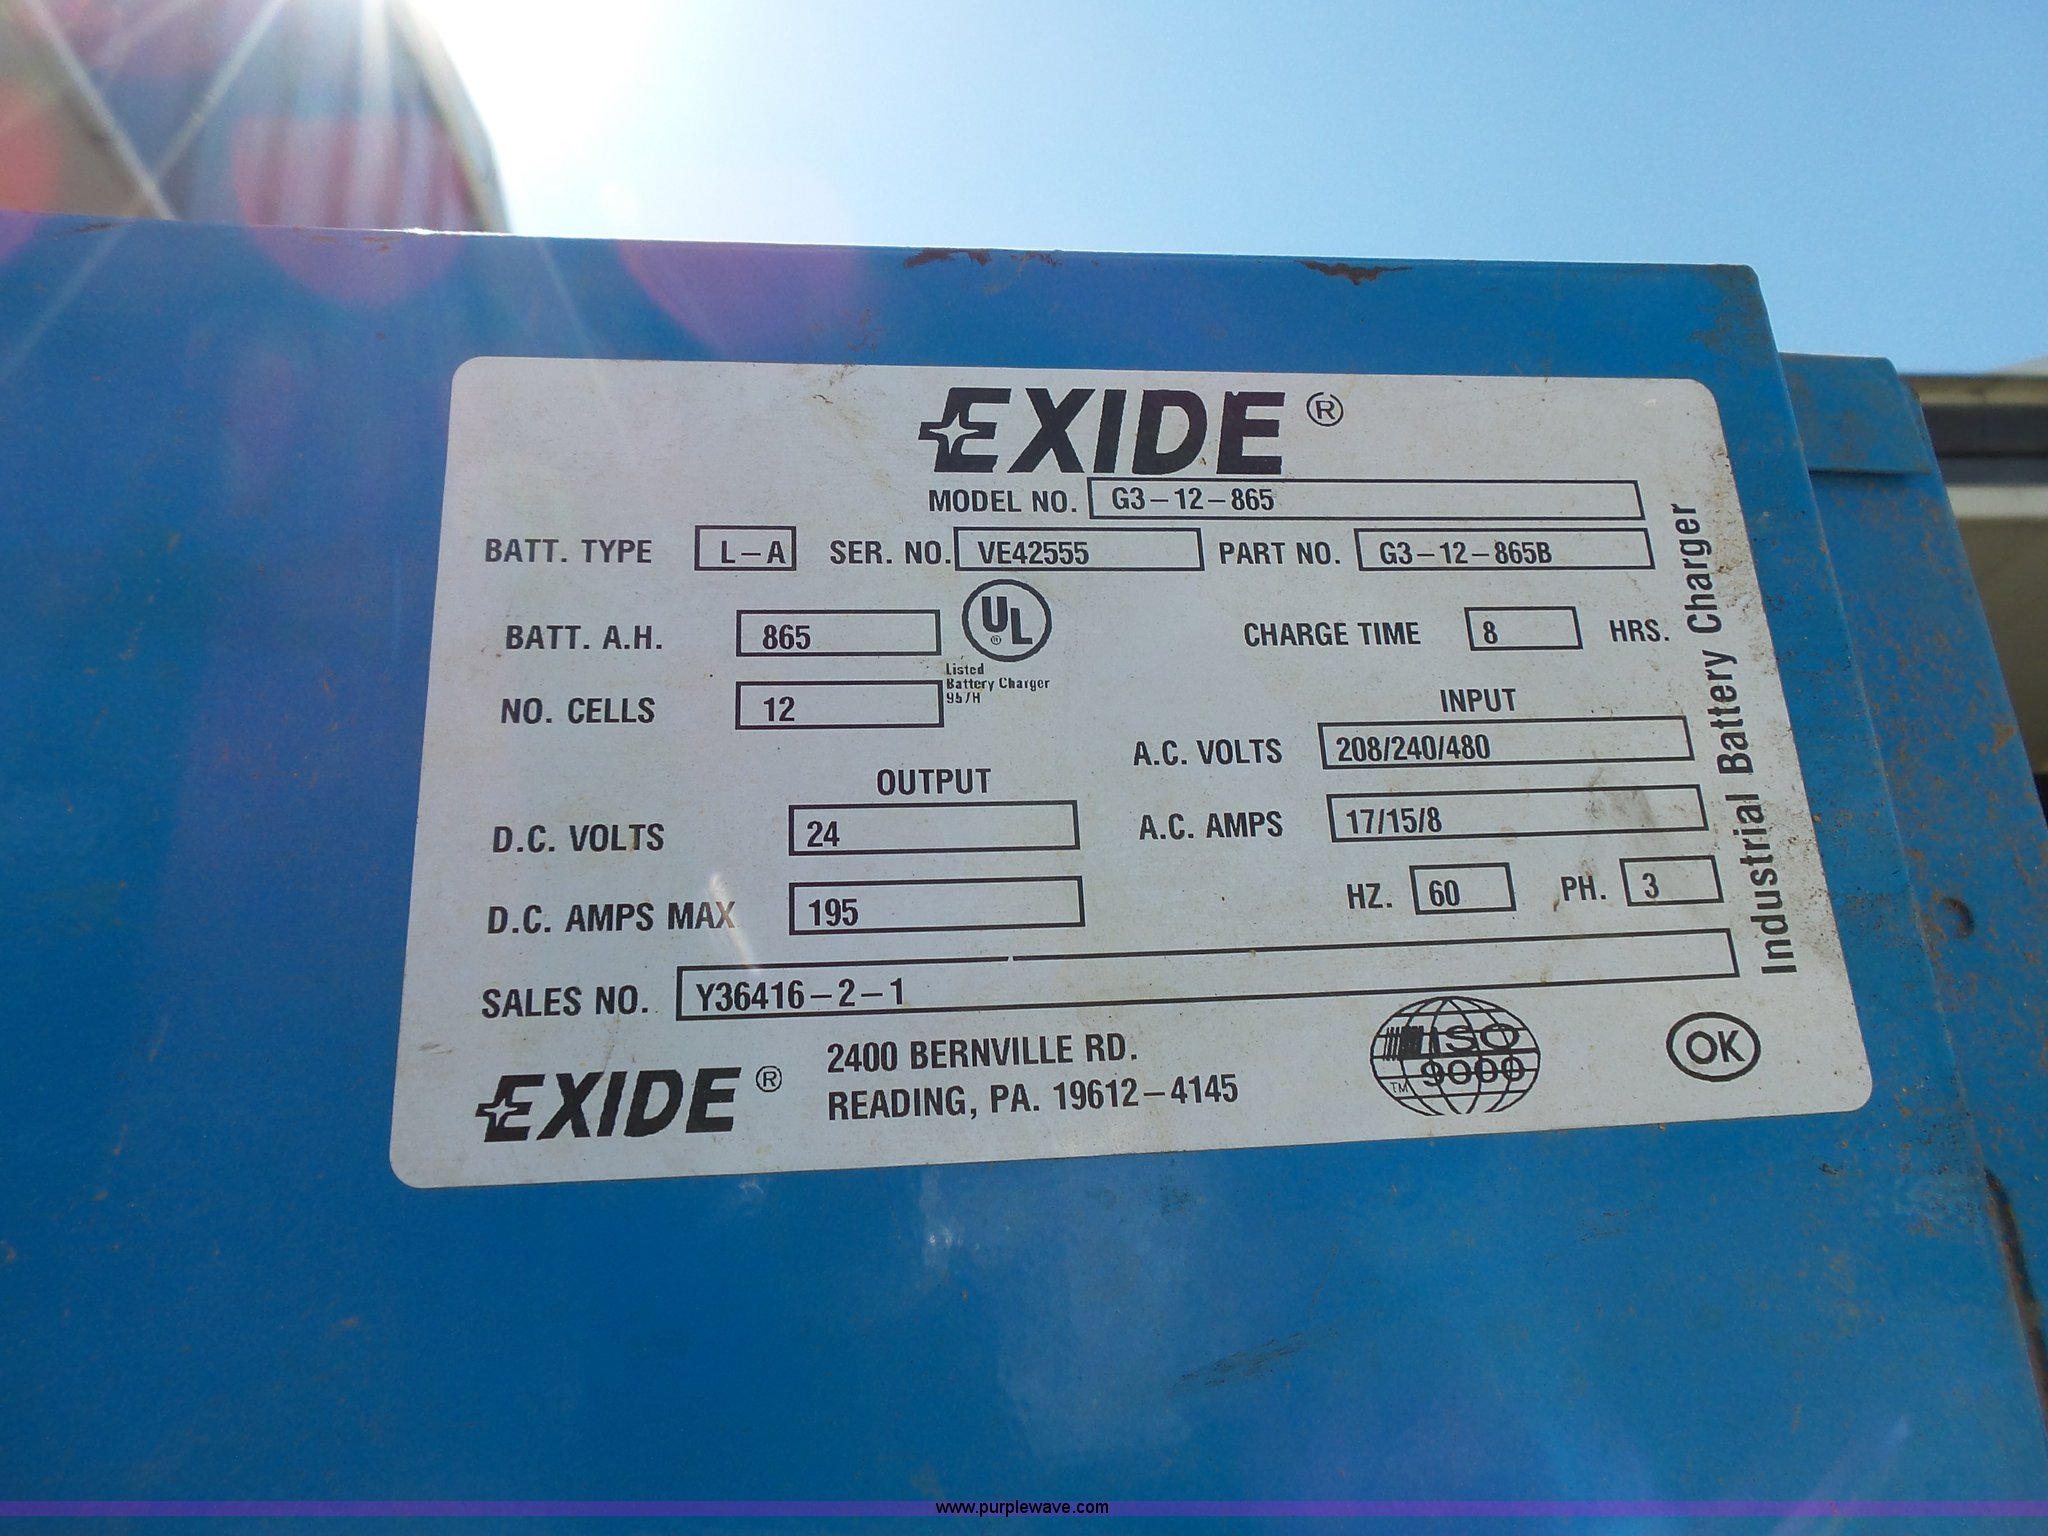 EXIDE ®
MODEL NO. G3-12-865
BATT. TYPE L-A SER. NO. VE42555 PART NO. G3-12-865B
BATT. A.H. 865 UL ® CHARGE TIME 8 HRS.
Listed
Battery Charger
957H
NO. CELLS 12
INPUT
A.C. VOLTS 208/240/480
OUTPUT
D.C. VOLTS 24 A.C. AMPS 17/15/8
D.C. AMPS MAX 195 HZ. 60 PH. 3
SALES NO. Y36416-2-1
Industrial Battery Charger
EXIDE ® 2400 BERNVILLE RD.
READING, PA. 19612-4145
ISO
9000
TM
OK
www.purplewave.com